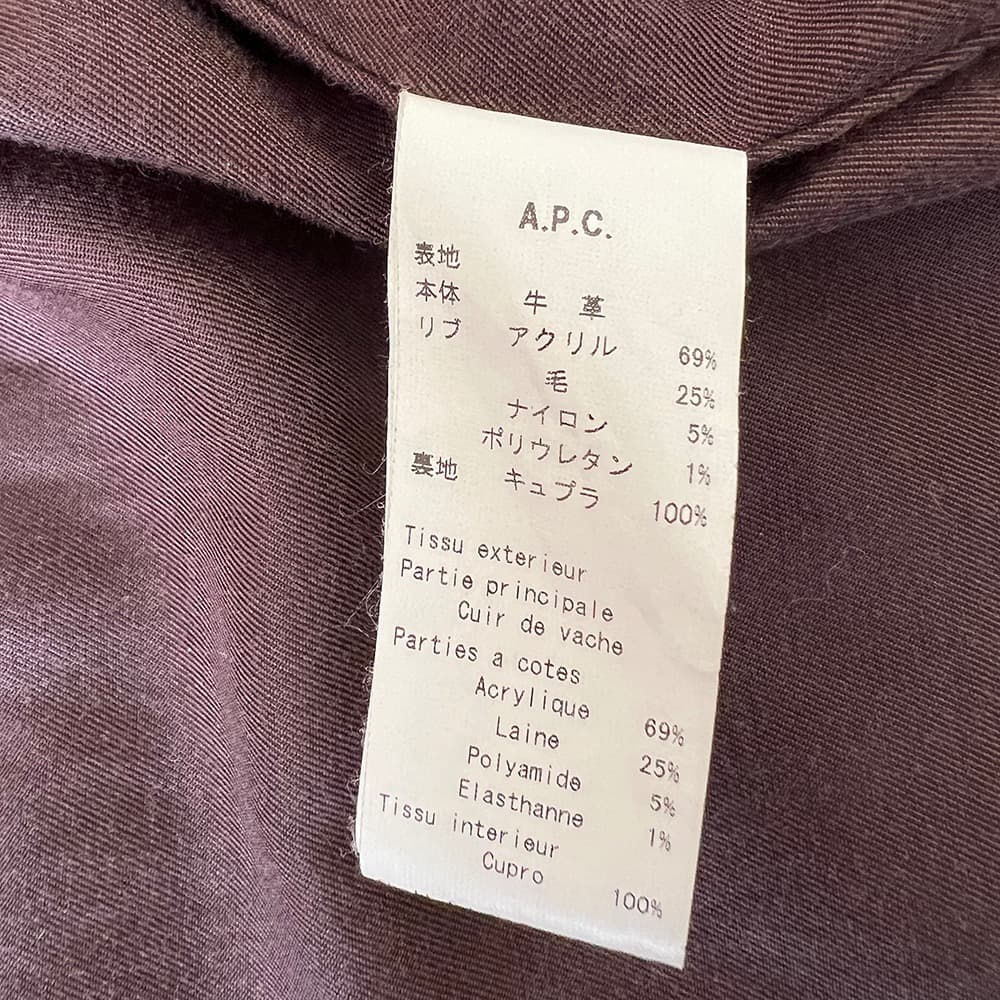 A.P.C.
表地
本体 牛 革
リブ アクリル 69%
毛 25%
ナイロン 5%
ポリウレタン 1%
裏地 キュプラ 100%
Tissu exterieur
Partie principale
Cuir de vache
Parties a cotes
Acrylique 69%
Laine 25%
Polyamide 5%
Elasthanne 1%
Tissu interieur
Cupro 100%